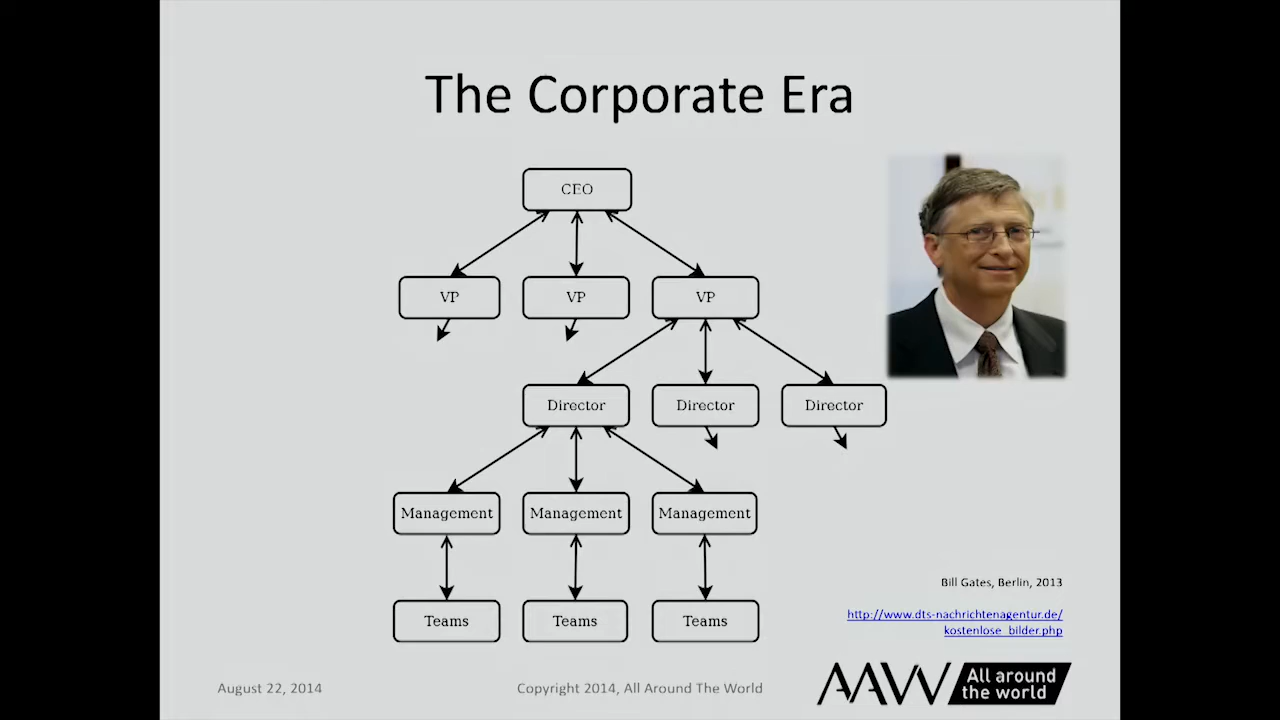 The Corporate Era
CEO
VP VP VP
Director Director Director
Management Management Management
Teams Teams Teams
Bill Gates, Berlin, 2013
http://www.dts-nachrichtenagentur.de/
kostenlose_bilder.php
August 22, 2014
Copyright 2014, All Around The World
AAW All around
the world